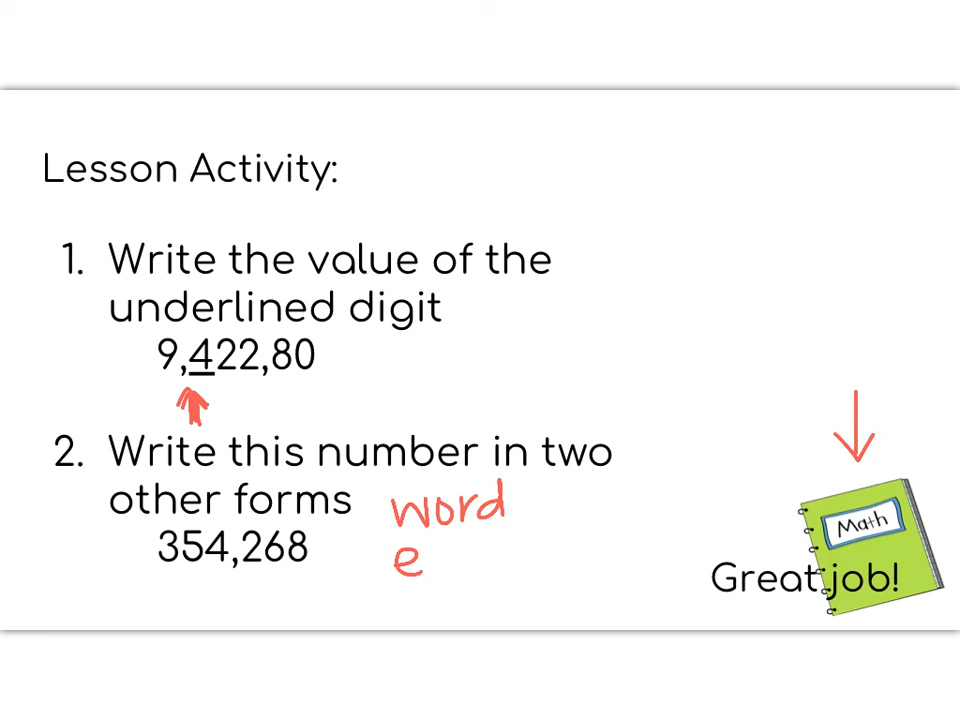 Lesson Activity:
1. Write the value of the
underlined digit
9,422,80
2. Write this number in two
other forms
word
354,268
e
Math
Great job!